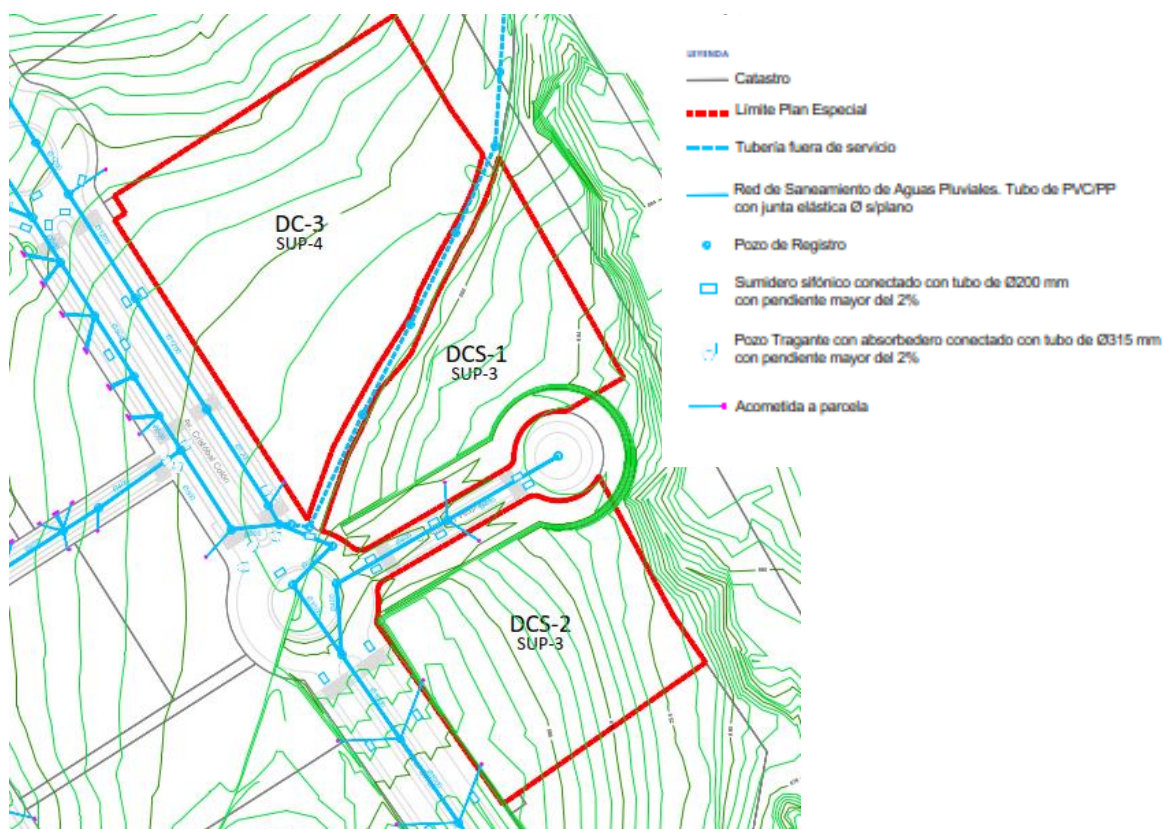 LEYENDA
Catastro
Límite Plan Especial
Tubería fuera de servicio
Red de Saneamiento de Aguas Pluviales. Tubo de PVC/PP
con junta elástica Ø s/plano
Pozo de Registro
Sumidero sifónico conectado con tubo de Ø200 mm
con pendiente mayor del 2%
Pozo Tragante con absorbedero conectado con tubo de Ø315 mm
con pendiente mayor del 2%
Acometida a parcela
DC-3
SUP-4
DCS-1
SUP-3
Av. Cristóbal Colón
DCS-2
SUP-3